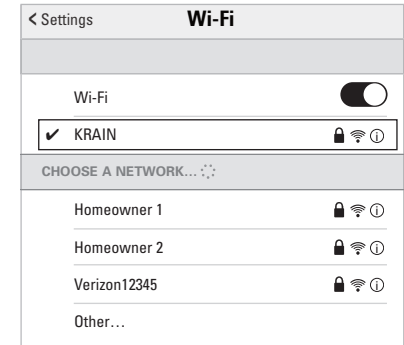 < Settings Wi-Fi
Wi-Fi
✔ KRAIN
CHOOSE A NETWORK...
Homeowner 1
Homeowner 2
Verizon12345
Other...